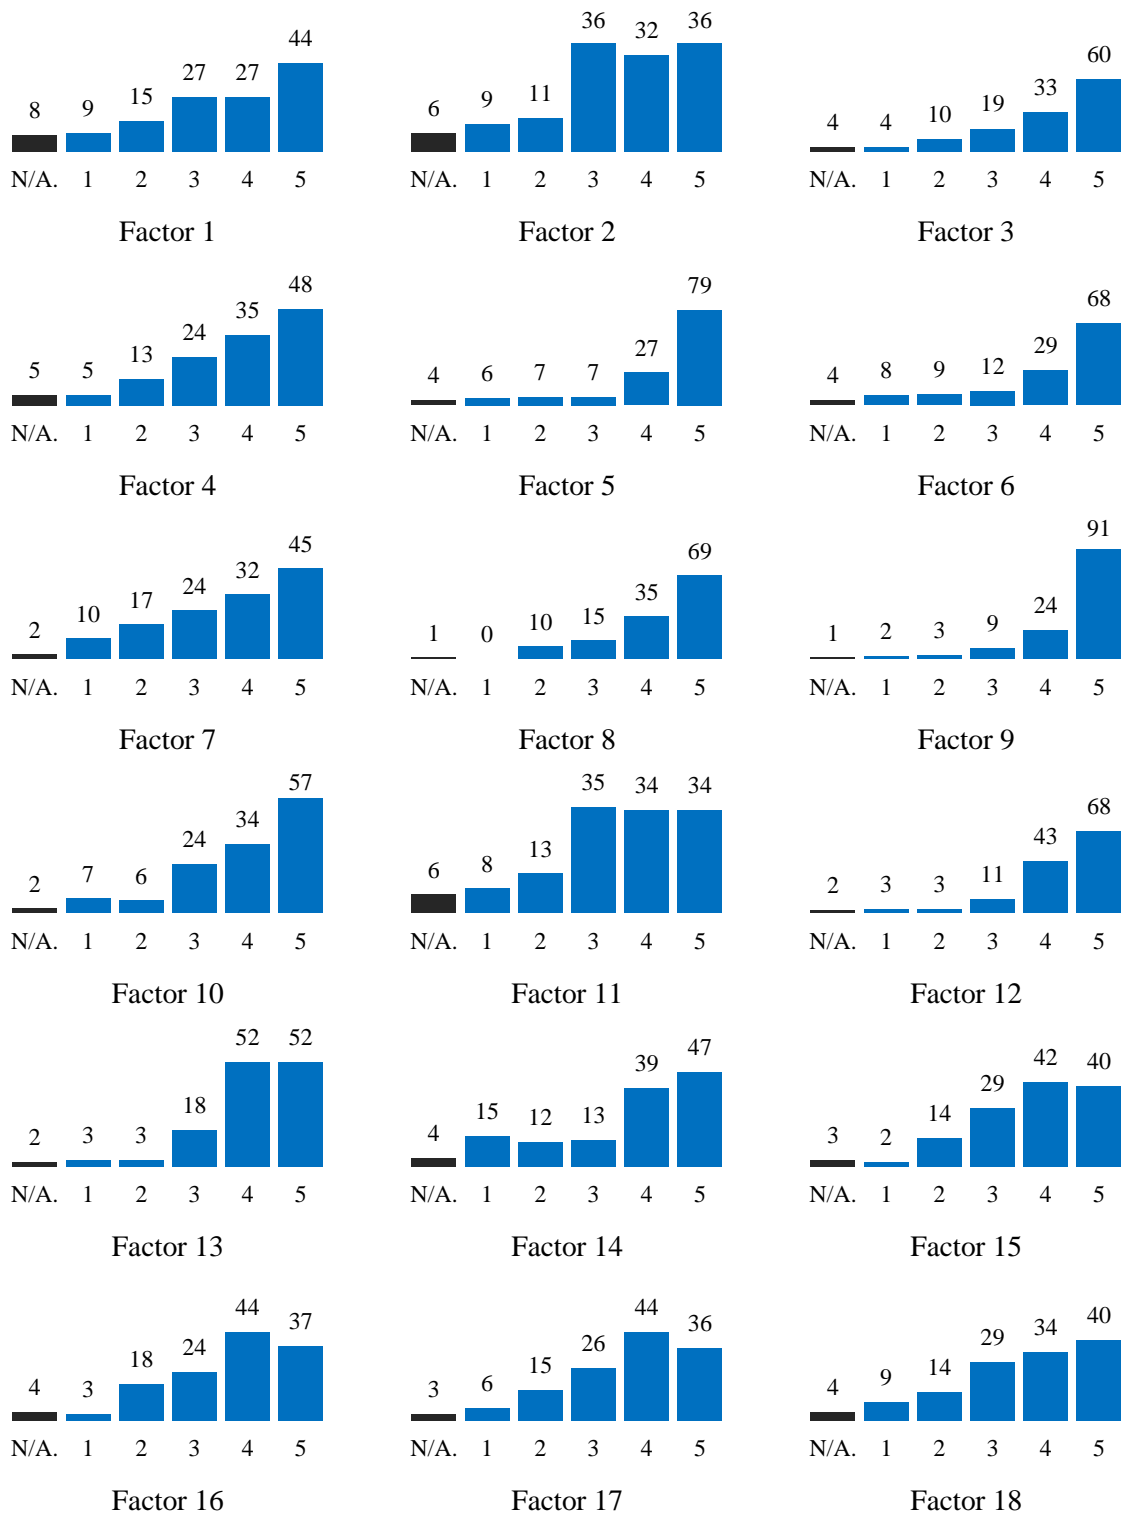 8 9 15 27 27 44
N/A. 1 2 3 4 5
Factor 1
6 9 11 36 32 36
N/A. 1 2 3 4 5
Factor 2
4 4 10 19 33 60
N/A. 1 2 3 4 5
Factor 3
5 5 13 24 35 48
N/A. 1 2 3 4 5
Factor 4
4 6 7 7 27 79
N/A. 1 2 3 4 5
Factor 5
4 8 9 12 29 68
N/A. 1 2 3 4 5
Factor 6
2 10 17 24 32 45
N/A. 1 2 3 4 5
Factor 7
1 0 10 15 35 69
N/A. 1 2 3 4 5
Factor 8
1 2 3 9 24 91
N/A. 1 2 3 4 5
Factor 9
2 7 6 24 34 57
N/A. 1 2 3 4 5
Factor 10
6 8 13 35 34 34
N/A. 1 2 3 4 5
Factor 11
2 3 3 11 43 68
N/A. 1 2 3 4 5
Factor 12
2 3 3 18 52 52
N/A. 1 2 3 4 5
Factor 13
4 15 12 13 39 47
N/A. 1 2 3 4 5
Factor 14
3 2 14 29 42 40
N/A. 1 2 3 4 5
Factor 15
4 3 18 24 44 37
N/A. 1 2 3 4 5
Factor 16
3 6 15 26 44 36
N/A. 1 2 3 4 5
Factor 17
4 9 14 29 34 40
N/A. 1 2 3 4 5
Factor 18